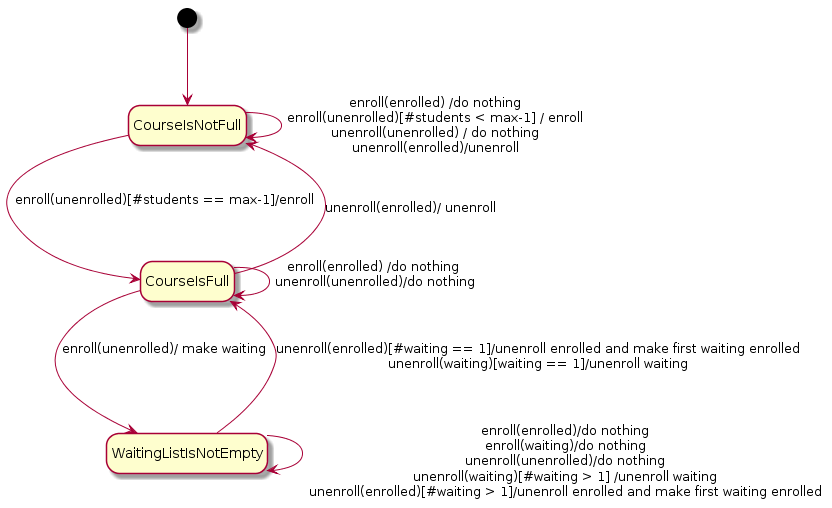 enroll(enrolled) /do nothing
enroll(unenrolled)[#students < max-1] / enroll
unenroll(unenrolled) / do nothing
unenroll(enrolled)/unenroll
CourseIsNotFull
enroll(unenrolled)[#students == max-1]/enroll
unenroll(enrolled)/ unenroll
enroll(enrolled) /do nothing
unenroll(unenrolled)/do nothing
CourseIsFull
enroll(unenrolled)/ make waiting
unenroll(enrolled)[#waiting == 1]/unenroll enrolled and make first waiting enrolled
unenroll(waiting)[waiting == 1]/unenroll waiting
enroll(enrolled)/do nothing
enroll(waiting)/do nothing
unenroll(unenrolled)/do nothing
unenroll(waiting)[#waiting > 1] /unenroll waiting
unenroll(enrolled)[#waiting > 1]/unenroll enrolled and make first waiting enrolled
WaitingListIsNotEmpty